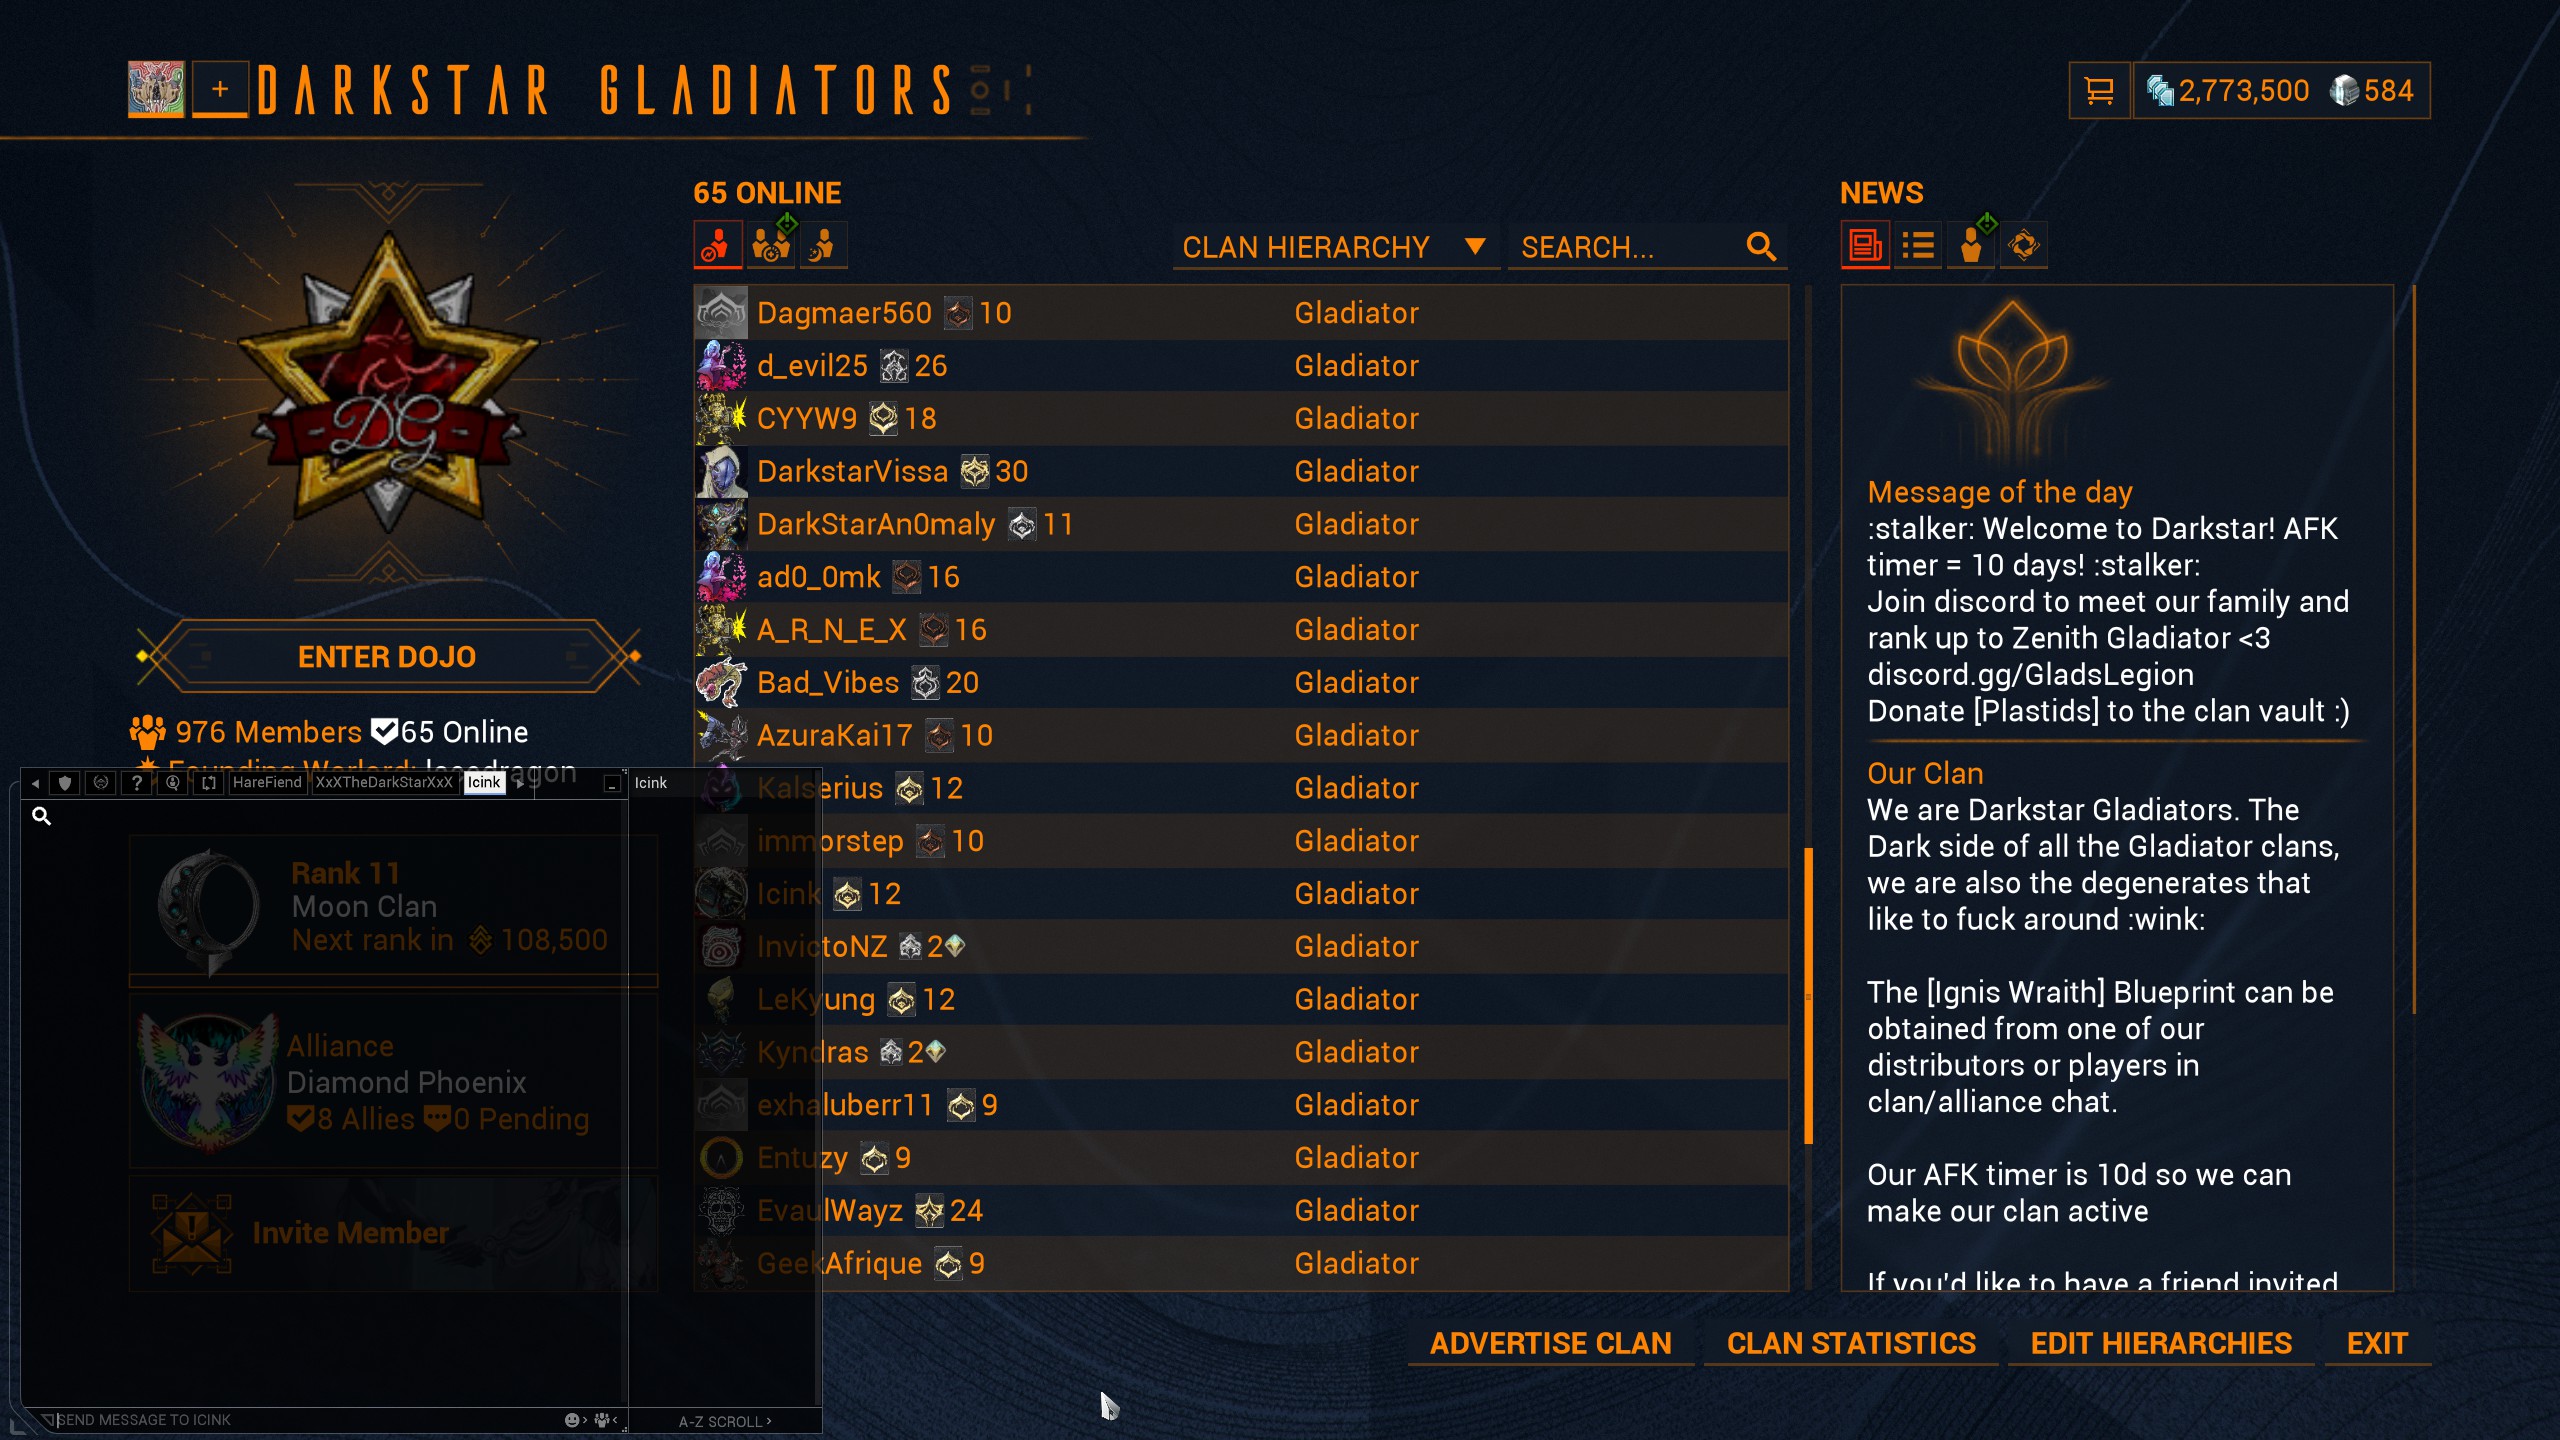 + DARKSTAR GLADIATORS
2,773,500 584
DG
ENTER DOJO
976 Members 65 Online
Founding Warlord:
HareFiend XxXTheDarkStarXxX Icink
Icink
Rank 11
Moon Clan
Next rank in 108,500
Alliance
Diamond Phoenix
8 Allies 0 Pending
Invite Member
SEND MESSAGE TO ICINK
A-Z SCROLL >
65 ONLINE
CLAN HIERARCHY
SEARCH...
Dagmaer560 10 Gladiator
d_evil25 26 Gladiator
CYYW9 18 Gladiator
DarkstarVissa 30 Gladiator
DarkStarAn0maly 11 Gladiator
ad0_0mk 16 Gladiator
A_R_N_E_X 16 Gladiator
Bad_Vibes 20 Gladiator
AzuraKai17 10 Gladiator
Kalserius 12 Gladiator
immorstep 10 Gladiator
Icink 12 Gladiator
InvictoNZ 2 Gladiator
LeKyung 12 Gladiator
Kyndras 2 Gladiator
exhaluberr11 9 Gladiator
Entuzy 9 Gladiator
EvaulWayz 24 Gladiator
GeekAfrique 9 Gladiator
NEWS
Message of the day
:stalker: Welcome to Darkstar! AFK
timer = 10 days! :stalker:
Join discord to meet our family and
rank up to Zenith Gladiator <3
discord.gg/GladsLegion
Donate [Plastids] to the clan vault :)
Our Clan
We are Darkstar Gladiators. The
Dark side of all the Gladiator clans,
we are also the degenerates that
like to fuck around :wink:
The [Ignis Wraith] Blueprint can be
obtained from one of our
distributors or players in
clan/alliance chat.
Our AFK timer is 10d so we can
make our clan active
If you'd like to have a friend invited
ADVERTISE CLAN
CLAN STATISTICS
EDIT HIERARCHIES
EXIT